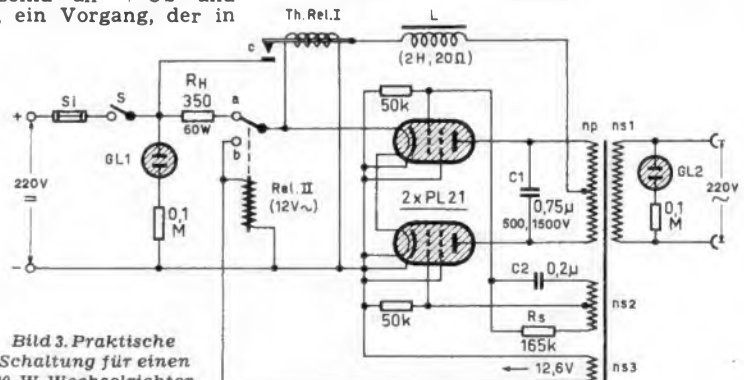 ein Vorgang, der in
Th. Rel. I
L
(2H, 20Ω)
c
Si
S
RH
350
60W
a
b
50k
np
ns1
+
GL1
220V
=
0,1
M
Rel. II
(12V~)
2xPL21
C1
0,75µ
500, 1500V
GL2
220V
~
0,1
M
-
C2
0,2µ
50k
Rs
165k
ns2
12,6V
ns3
Bild 3. Praktische
Schaltung für einen
W-Wechselrichter